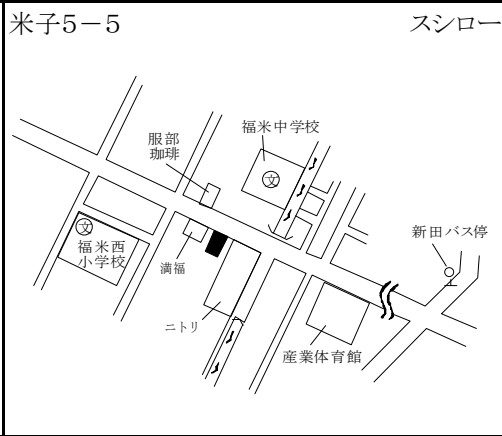 米子5－5
スシロー
福米中学校
服部
珈琲
文
新田バス停
文
福米西
小学校
満福
ニトリ
産業体育館